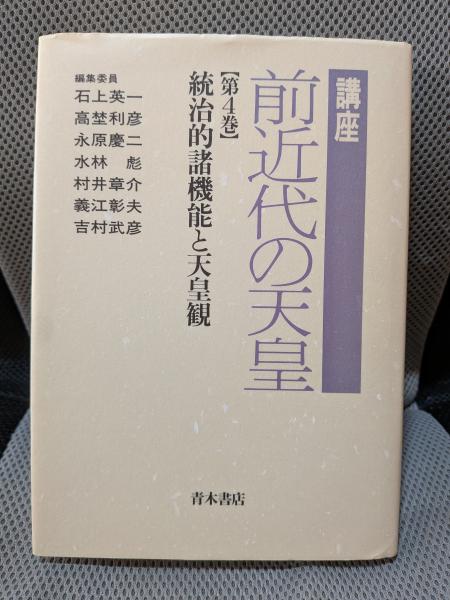 講座
前近代の天皇
【第4巻】
統治的諸機能と天皇観
編集委員
石上英一
高埜利彦
永原慶二
水林 彪
村井章介
義江彰夫
吉村武彦
青木書店